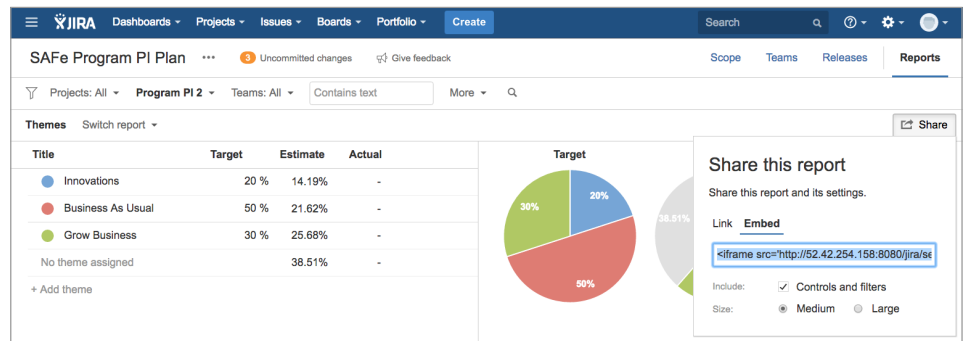 JIRA Dashboards Projects Issues Boards Portfolio Create Search
SAFe Program PI Plan ... 3 Uncommitted changes Give feedback Scope Teams Releases Reports
Projects: All Program PI 2 Teams: All Contains text More
Themes Switch report Share
Title Target Estimate Actual Target
Innovations 20 % 14.19% -
Business As Usual 50 % 21.62% -
Grow Business 30 % 25.68% -
No theme assigned 38.51% -
+ Add theme
20%
30%
50%
38.51%
Share this report
Share this report and its settings.
Link Embed
<iframe src='http://52.42.254.158:8080/jira/se
Include: Controls and filters
Size: Medium Large